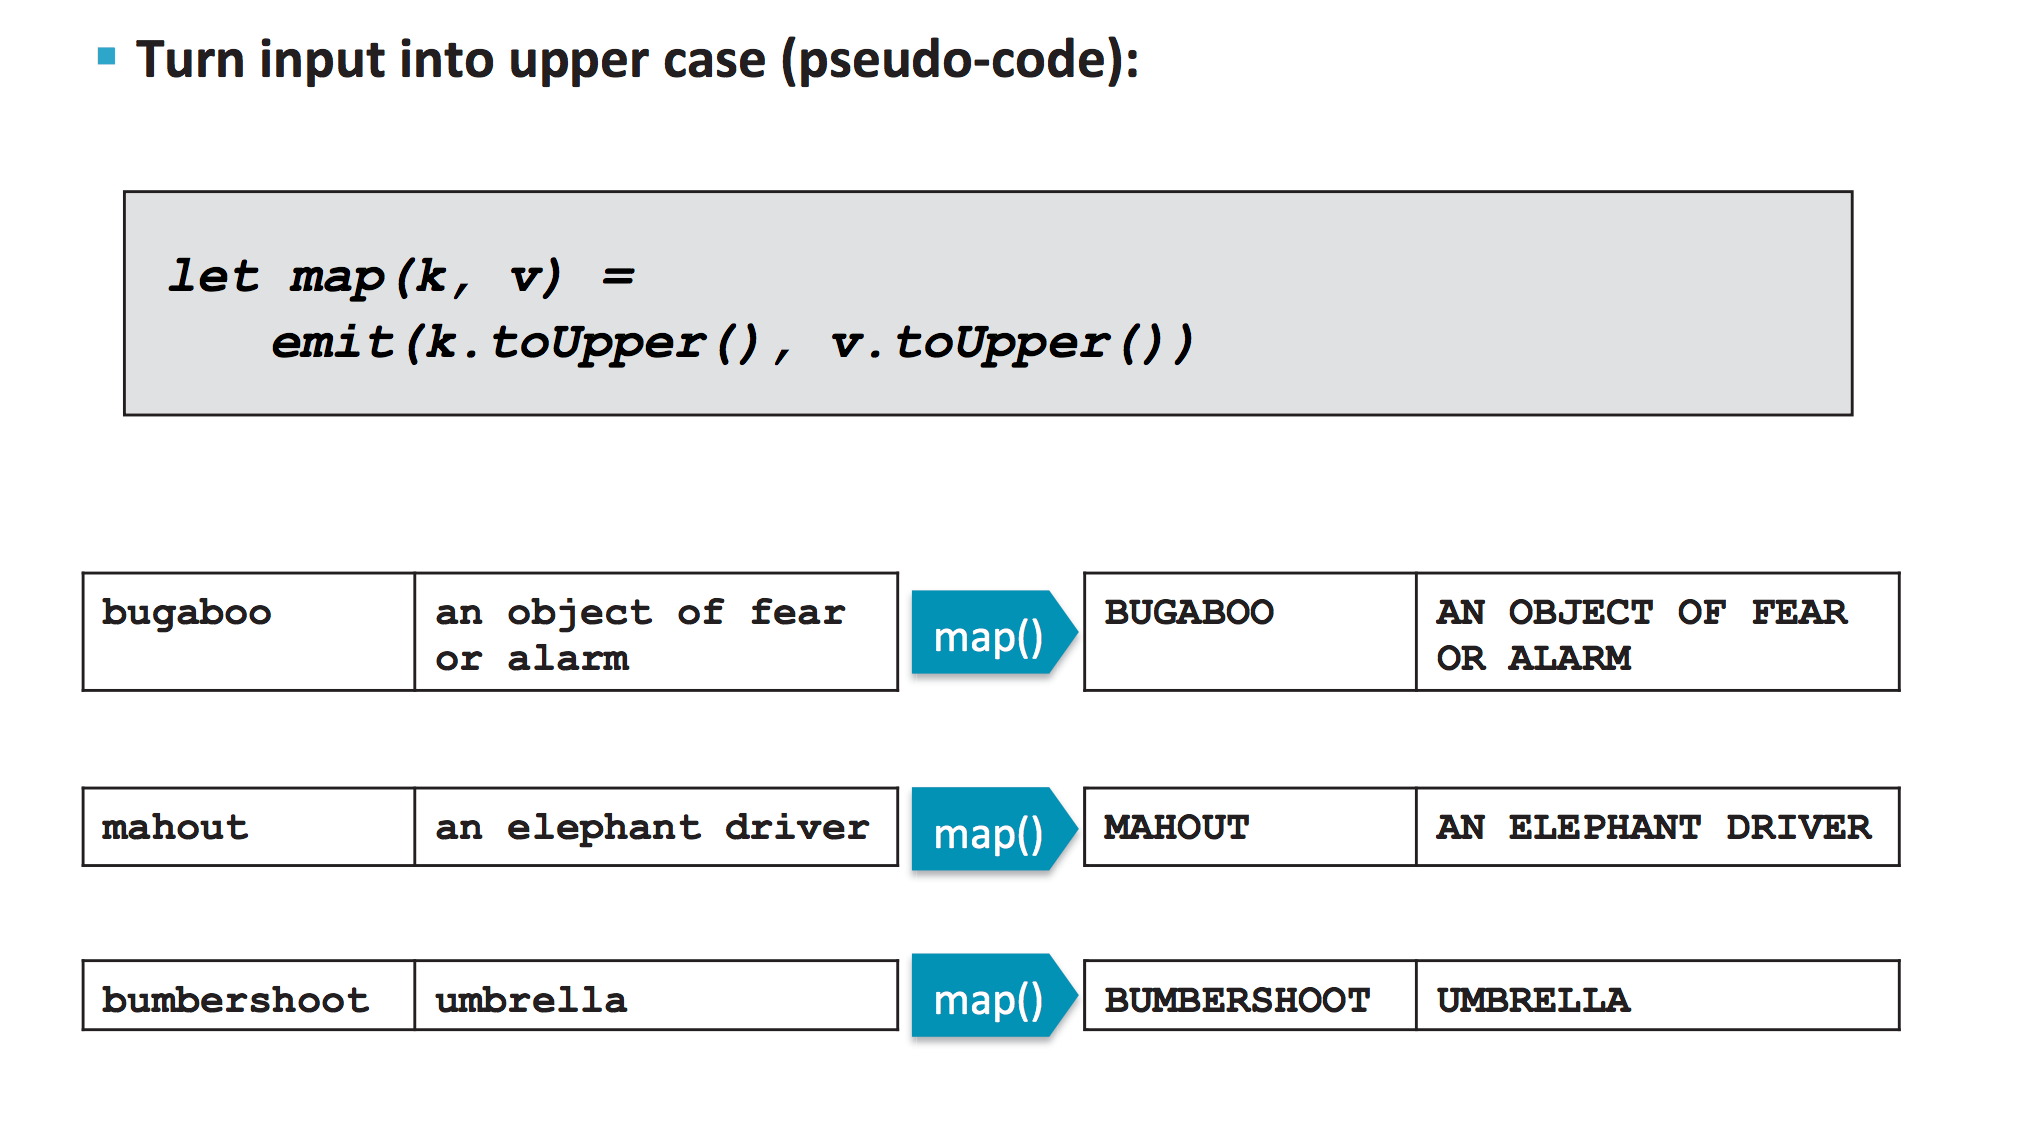 Turn input into upper case (pseudo-code):
let map(k, v) =
emit(k.toUpper(), v.toUpper())
bugaboo
an object of fear
or alarm
map()
BUGABOO
AN OBJECT OF FEAR
OR ALARM
mahout
an elephant driver
map()
MAHOUT
AN ELEPHANT DRIVER
bumbershoot
umbrella
map()
BUMBERSHOOT
UMBRELLA